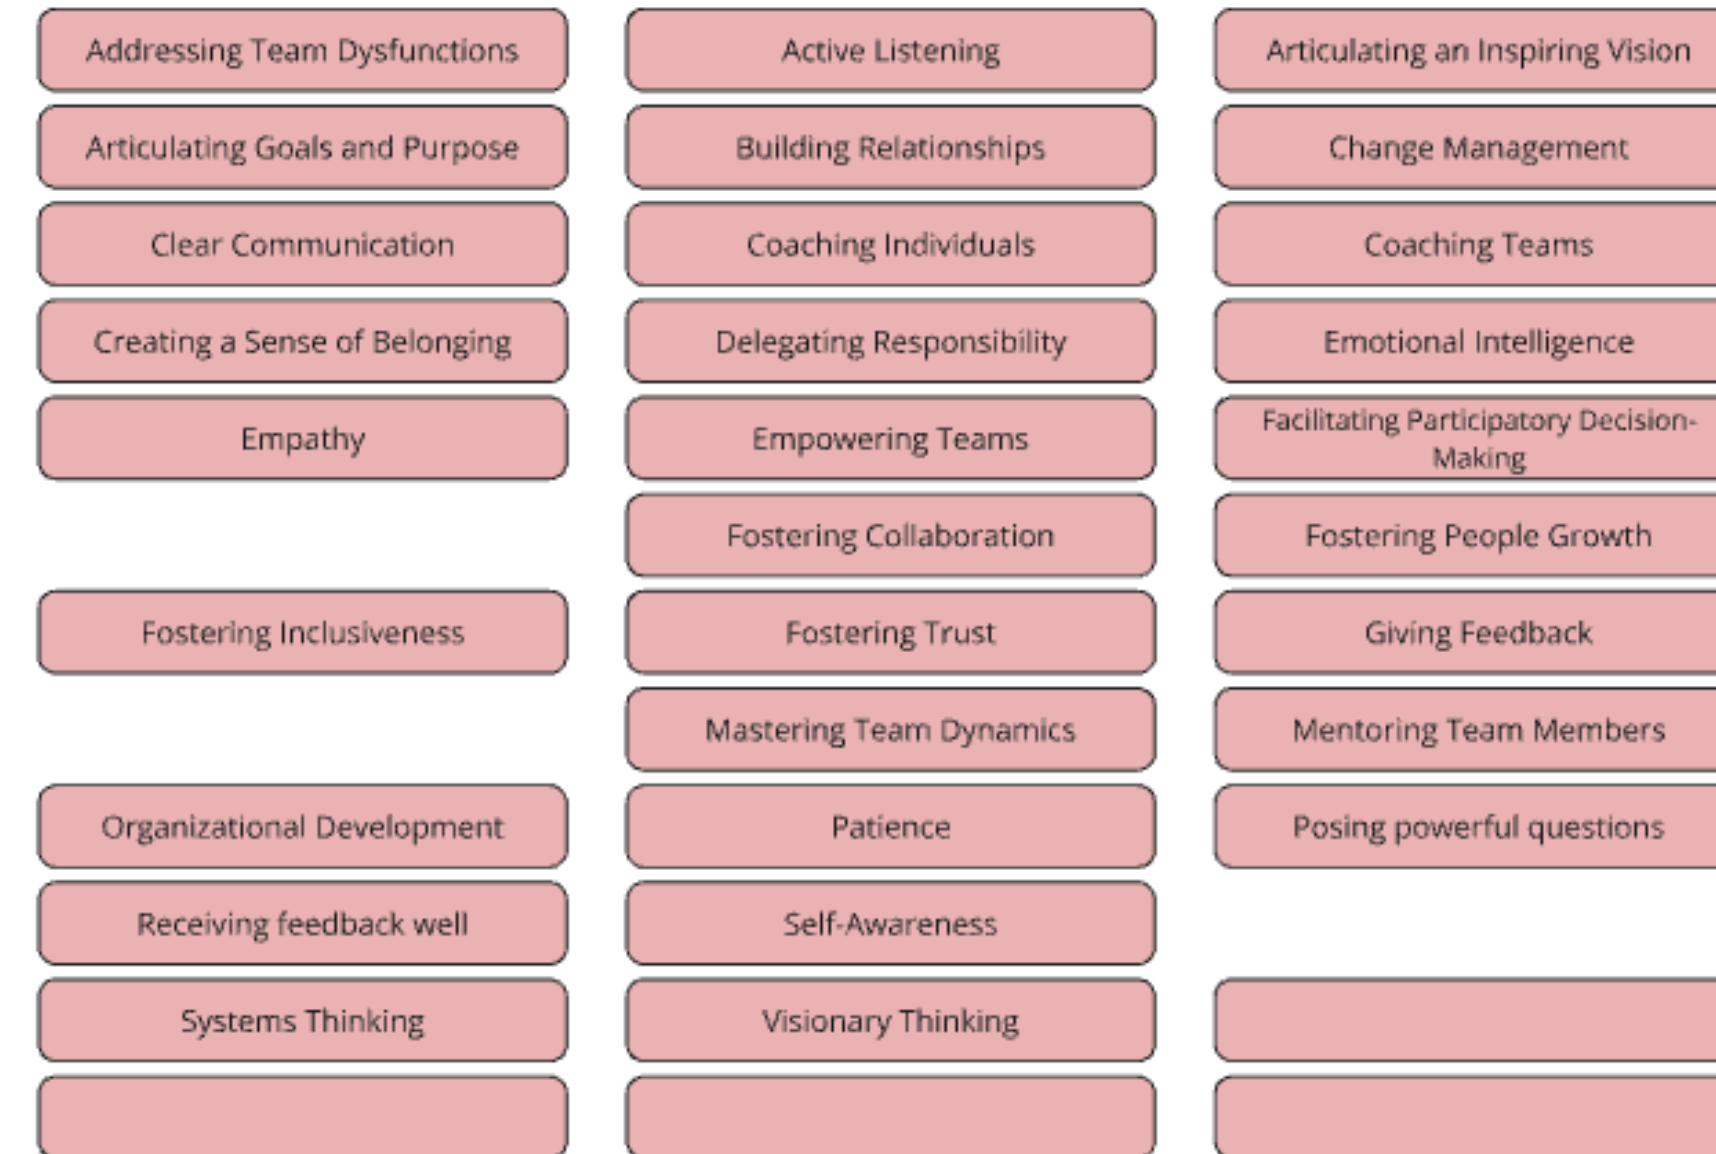 Addressing Team Dysfunctions
Active Listening
Articulating an Inspiring Vision
Articulating Goals and Purpose
Building Relationships
Change Management
Clear Communication
Coaching Individuals
Coaching Teams
Creating a Sense of Belonging
Delegating Responsibility
Emotional Intelligence
Empathy
Empowering Teams
Facilitating Participatory Decision-
Making
Fostering Collaboration
Fostering People Growth
Fostering Inclusiveness
Fostering Trust
Giving Feedback
Mastering Team Dynamics
Mentoring Team Members
Organizational Development
Patience
Posing powerful questions
Receiving feedback well
Self-Awareness
Systems Thinking
Visionary Thinking